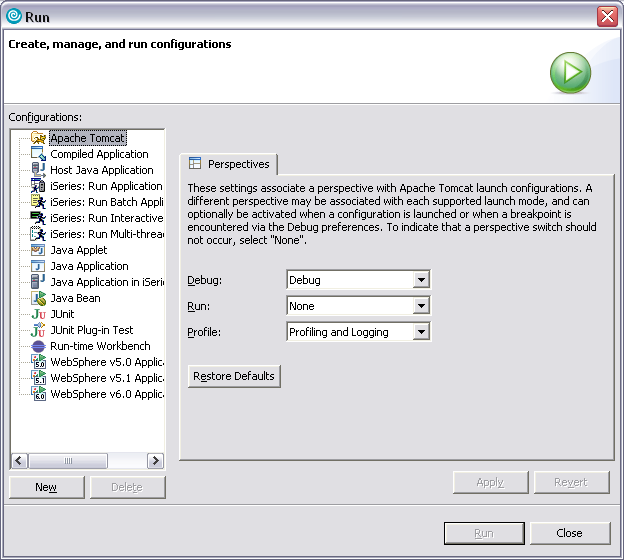 Run
Create, manage, and run configurations
Configurations:
Apache Tomcat
Compiled Application
Host Java Application
iSeries: Run Application
iSeries: Run Batch Appli
iSeries: Run Interactive
iSeries: Run Multi-threa
Java Applet
Java Application
Java Application in iSerie
Java Bean
JUnit
JUnit Plug-in Test
Run-time Workbench
WebSphere v5.0 Applica
WebSphere v5.1 Applica
WebSphere v6.0 Applica
New
Delete
Perspectives
These settings associate a perspective with Apache Tomcat launch configurations. A
different perspective may be associated with each supported launch mode, and can
optionally be activated when a configuration is launched or when a breakpoint is
encountered via the Debug preferences. To indicate that a perspective switch should
not occur, select "None".
Debug: Debug
Run: None
Profile: Profiling and Logging
Restore Defaults
Apply Revert
Run Close